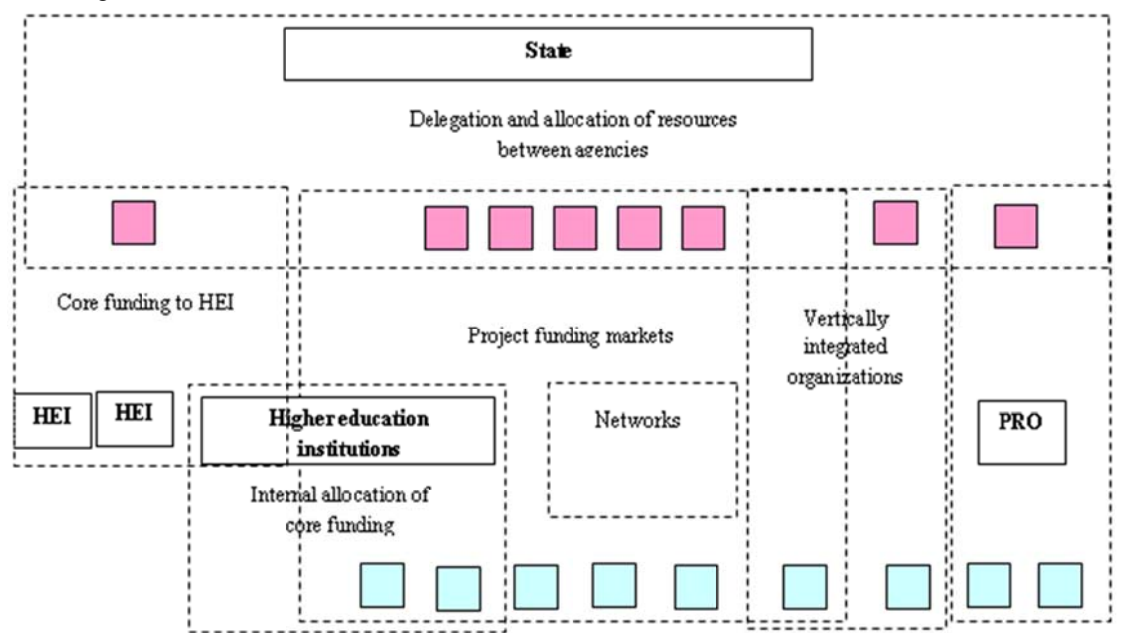 State
Delegation and allocation of resources
between agencies
Core funding to HEI
Project funding markets
Vertically
integrated
organizations
HEI
HEI
Higher education
institutions
Networks
PRO
Internal allocation of
core funding